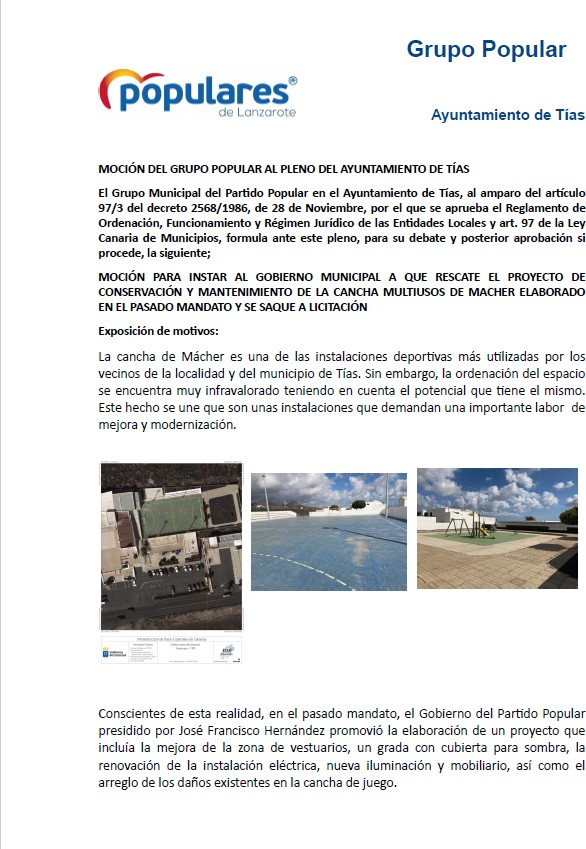 Grupo Popular
populares
de Lanzarote
Ayuntamiento de Tías
MOCIÓN DEL GRUPO POPULAR AL PLENO DEL AYUNTAMIENTO DE TÍAS
El Grupo Municipal del Partido Popular en el Ayuntamiento de Tías, al amparo del artículo
97/3 del decreto 2568/1986, de 28 de Noviembre, por el que se aprueba el Reglamento de
Ordenación, Funcionamiento y Régimen Jurídico de las Entidades Locales y art. 97 de la Ley
Canaria de Municipios, formula ante este pleno, para su debate y posterior aprobación si
procede, la siguiente;
MOCIÓN PARA INSTAR AL GOBIERNO MUNICIPAL A QUE RESCATE EL PROYECTO DE
CONSERVACIÓN Y MANTENIMIENTO DE LA CANCHA MULTIUSOS DE MACHER ELABORADO
EN EL PASADO MANDATO Y SE SAQUE A LICITACIÓN
Exposición de motivos:
La cancha de Mácher es una de las instalaciones deportivas más utilizadas por los
vecinos de la localidad y del municipio de Tías. Sin embargo, la ordenación del espacio
se encuentra muy infravalorado teniendo en cuenta el potencial que tiene el mismo.
Este hecho se une que son unas instalaciones que demandan una importante labor de
mejora y modernización.
Conscientes de esta realidad, en el pasado mandato, el Gobierno del Partido Popular
presidido por José Francisco Hernández promovió la elaboración de un proyecto que
incluía la mejora de la zona de vestuarios, un grada con cubierta para sombra, la
renovación de la instalación eléctrica, nueva iluminación y mobiliario, así como el
arreglo de los daños existentes en la cancha de juego.